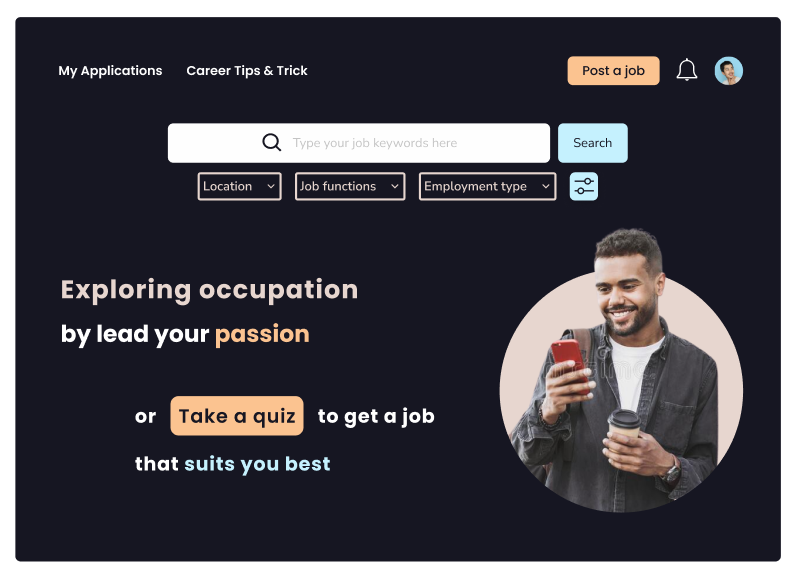 My Applications Career Tips & Trick Post a job
Type your job keywords here Search
Location Job functions Employment type
Exploring occupation
by lead your passion
or Take a quiz to get a job
that suits you best